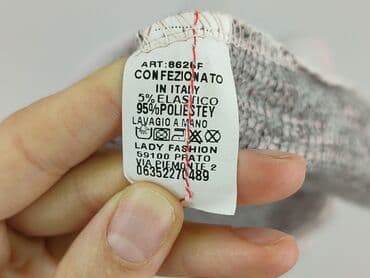 ART:8626F
CONFEZIONATO
IN ITALY
5% ELASTICO
95% POLIESTEY
LAVAGIO A MANO
LADY FASHION
59100 PRATO
VIA PIEMONTE 2
06352270489